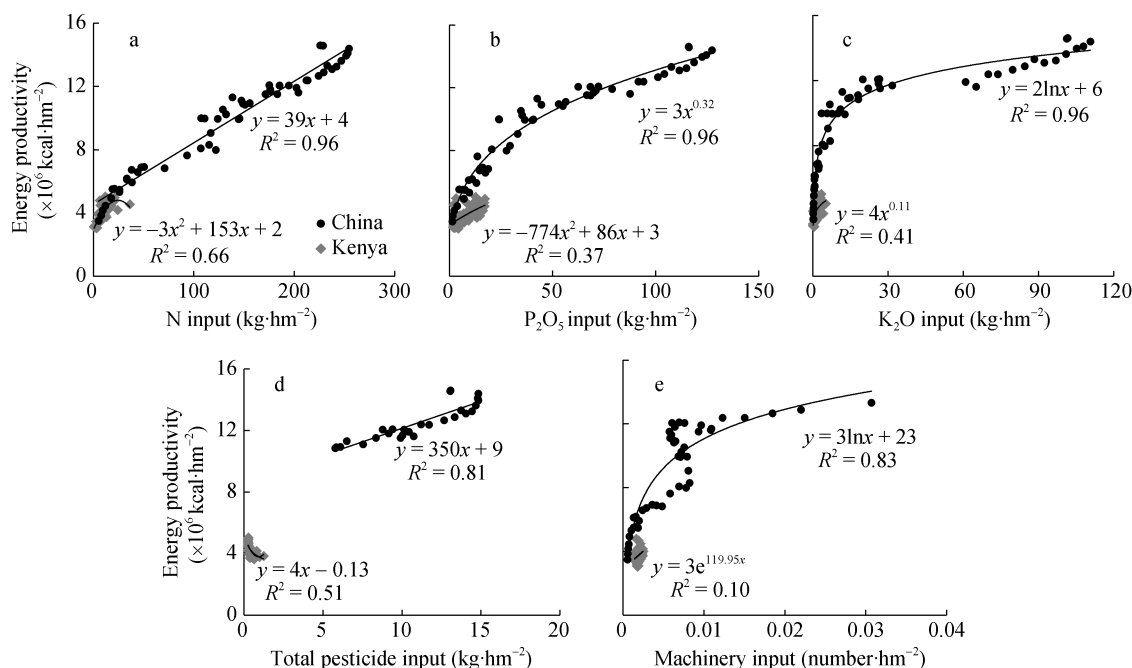 Energy productivity
(×10⁶ kcal·hm⁻²)
16
12
8
4
0
a
y = 39x + 4
R² = 0.96
China
Kenya
y = −3x² + 153x + 2
R² = 0.66
0 100 200 300
N input (kg·hm⁻²)
b
y = 3x⁰·³²
R² = 0.96
y = −774x² + 86x + 3
R² = 0.37
0 50 100 150
P₂O₅ input (kg·hm⁻²)
c
y = 2lnx + 6
R² = 0.96
y = 4x⁰·¹¹
R² = 0.41
0 30 60 90 120
K₂O input (kg·hm⁻²)
Energy productivity
(×10⁶ kcal·hm⁻²)
16
12
8
4
0
d
y = 350x + 9
R² = 0.81
y = 4x – 0.13
R² = 0.51
0 5 10 15 20
Total pesticide input (kg·hm⁻²)
e
y = 3lnx + 23
R² = 0.83
y = 3e¹¹⁹·⁹⁵ˣ
R² = 0.10
0 0.01 0.02 0.03 0.04
Machinery input (number·hm⁻²)